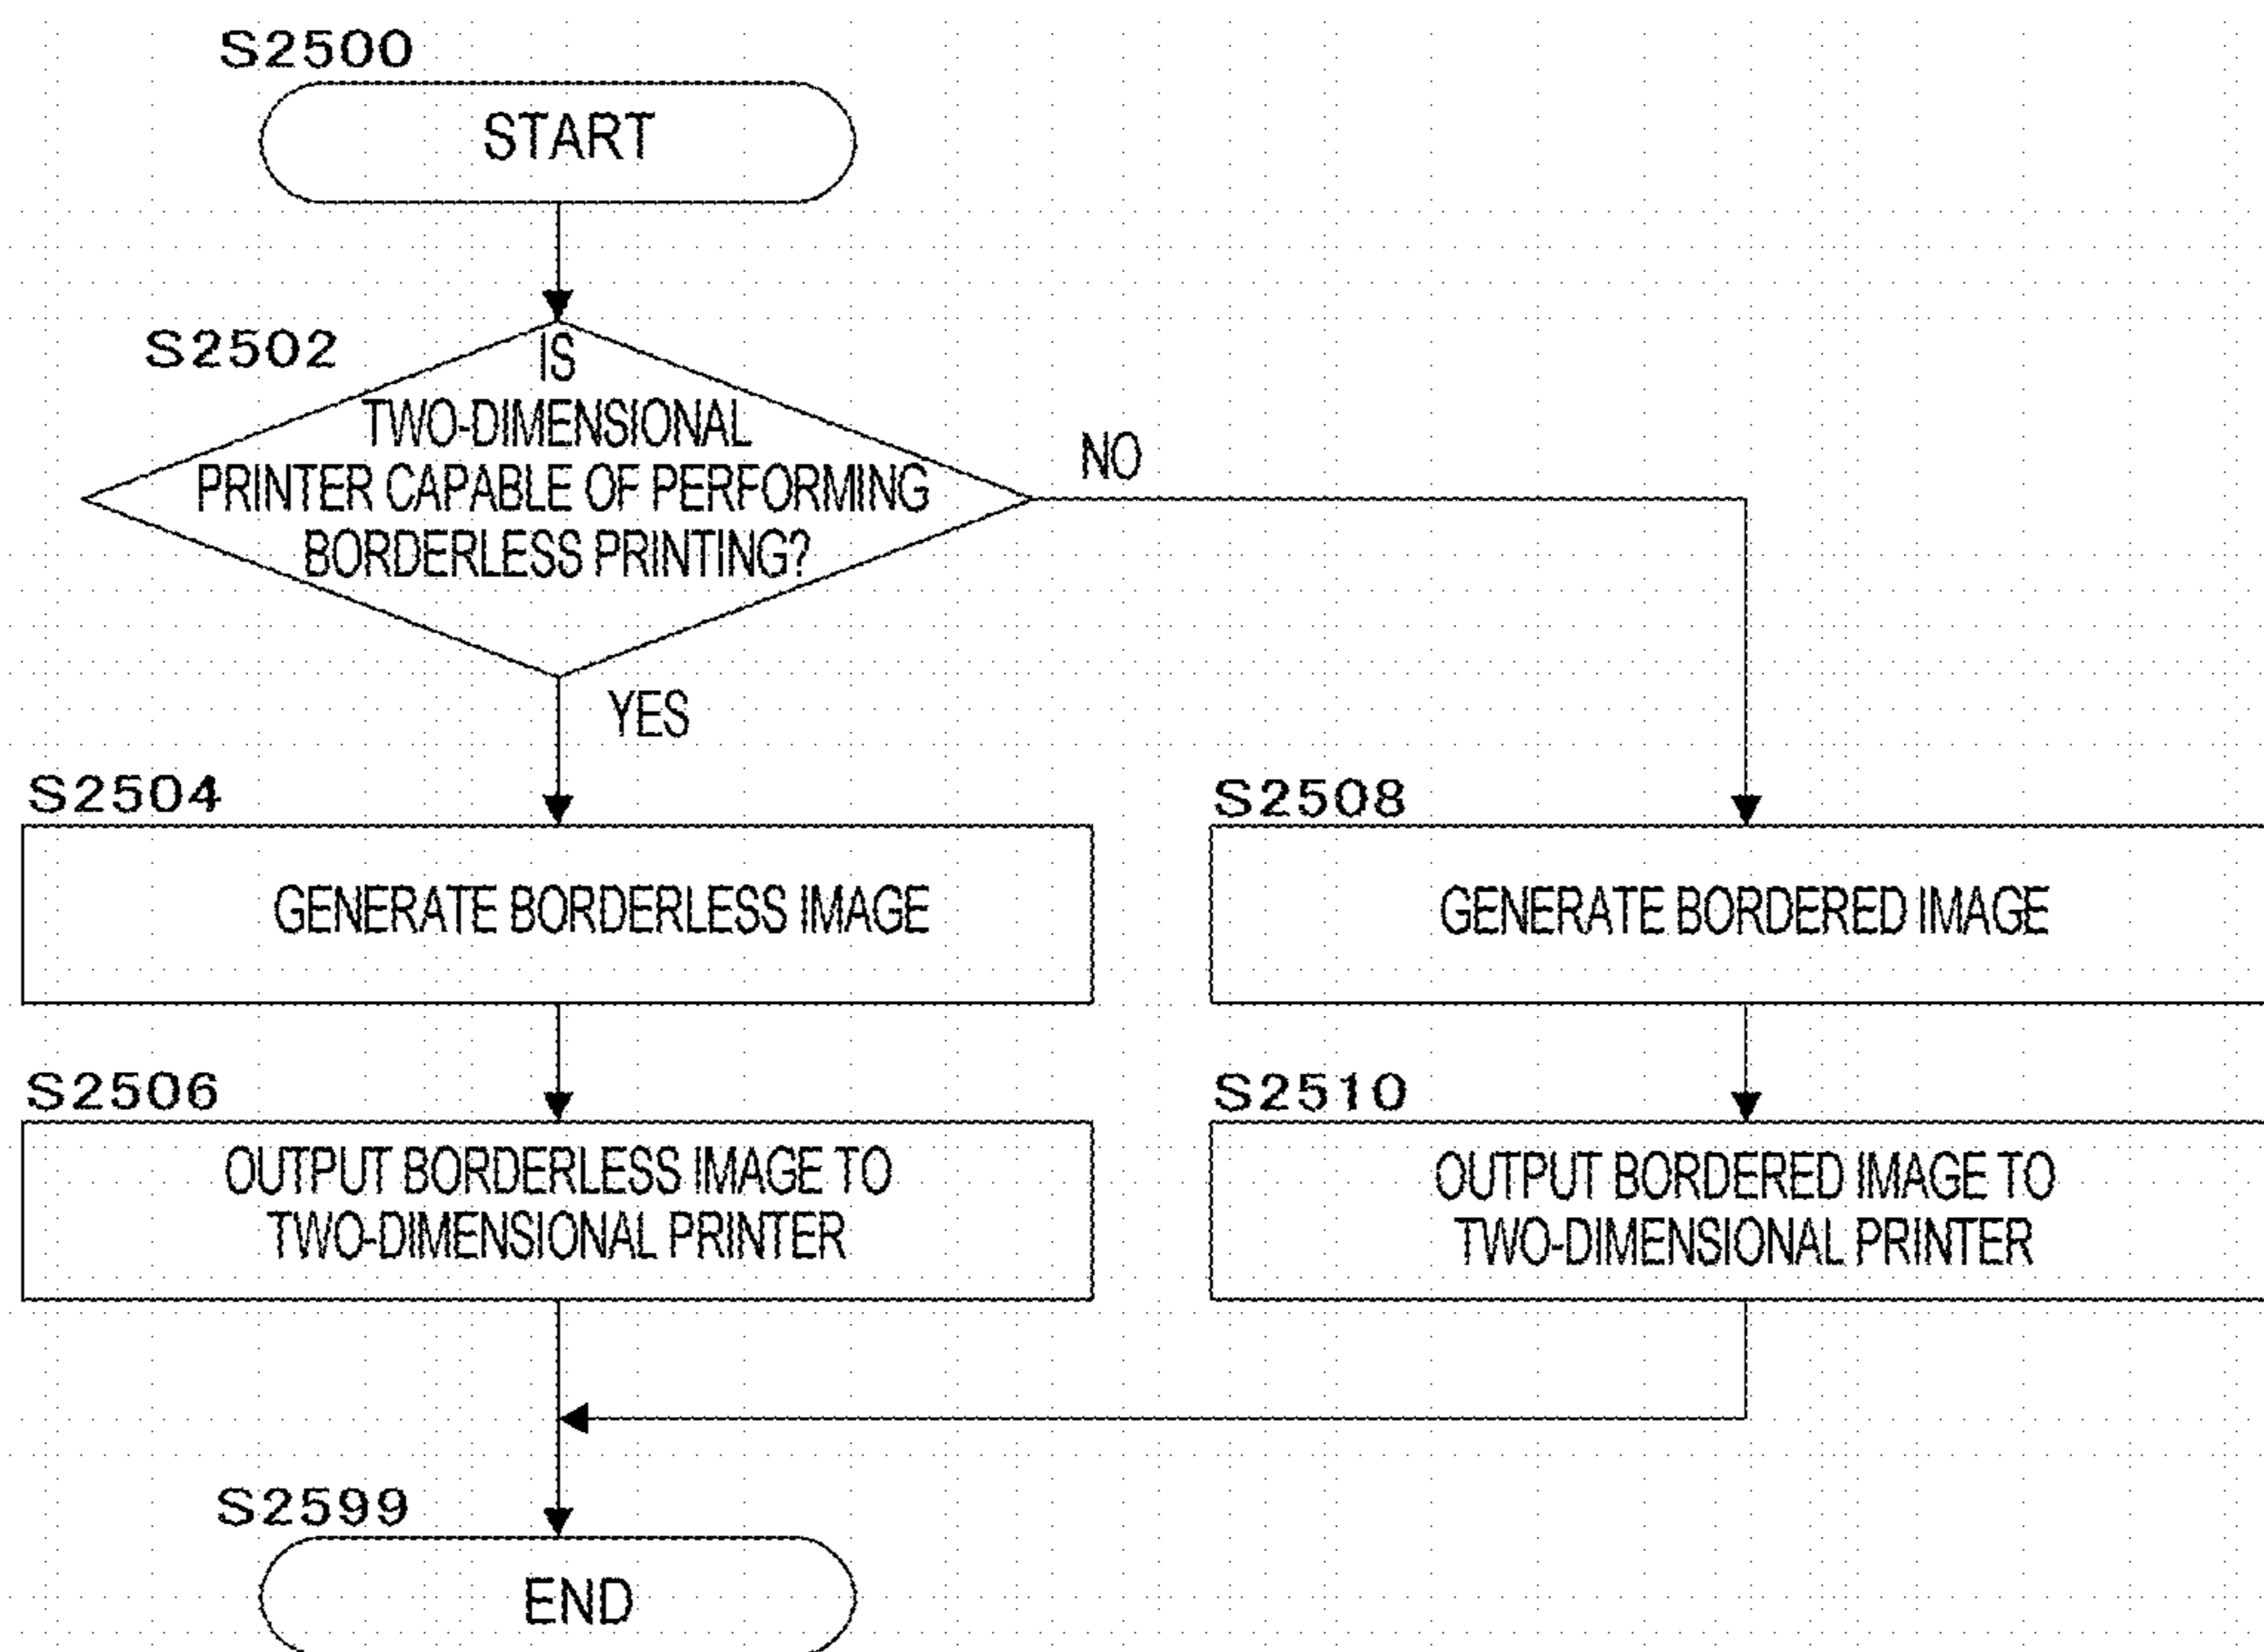 S2500
START
S2502
IS
TWO-DIMENSIONAL
PRINTER CAPABLE OF PERFORMING
BORDERLESS PRINTING?
NO
YES
S2504
GENERATE BORDERLESS IMAGE
S2508
GENERATE BORDERED IMAGE
S2506
OUTPUT BORDERLESS IMAGE TO
TWO-DIMENSIONAL PRINTER
S2510
OUTPUT BORDERED IMAGE TO
TWO-DIMENSIONAL PRINTER
S2599
END